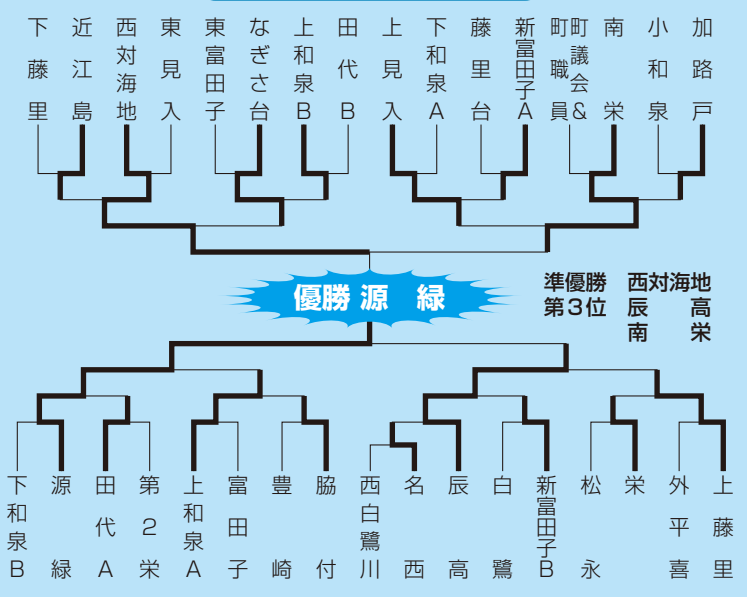 下藤里
近江島
西対海地
東見入
東富田子
なぎさ台
上和泉B
田代B
上見入
下和泉A
藤里台
新富田子A
町議会&
町職員
南栄
小和泉
加路戸
優勝 源 緑
準優勝 西対海地
第3位 辰 高
南 栄
下和泉B
源緑
田代A
第2栄
上和泉A
富田子
豊崎
脇付
西白鷺川
名西
辰高
白鷺
新富田子B
松永
栄
外平喜
上藤里